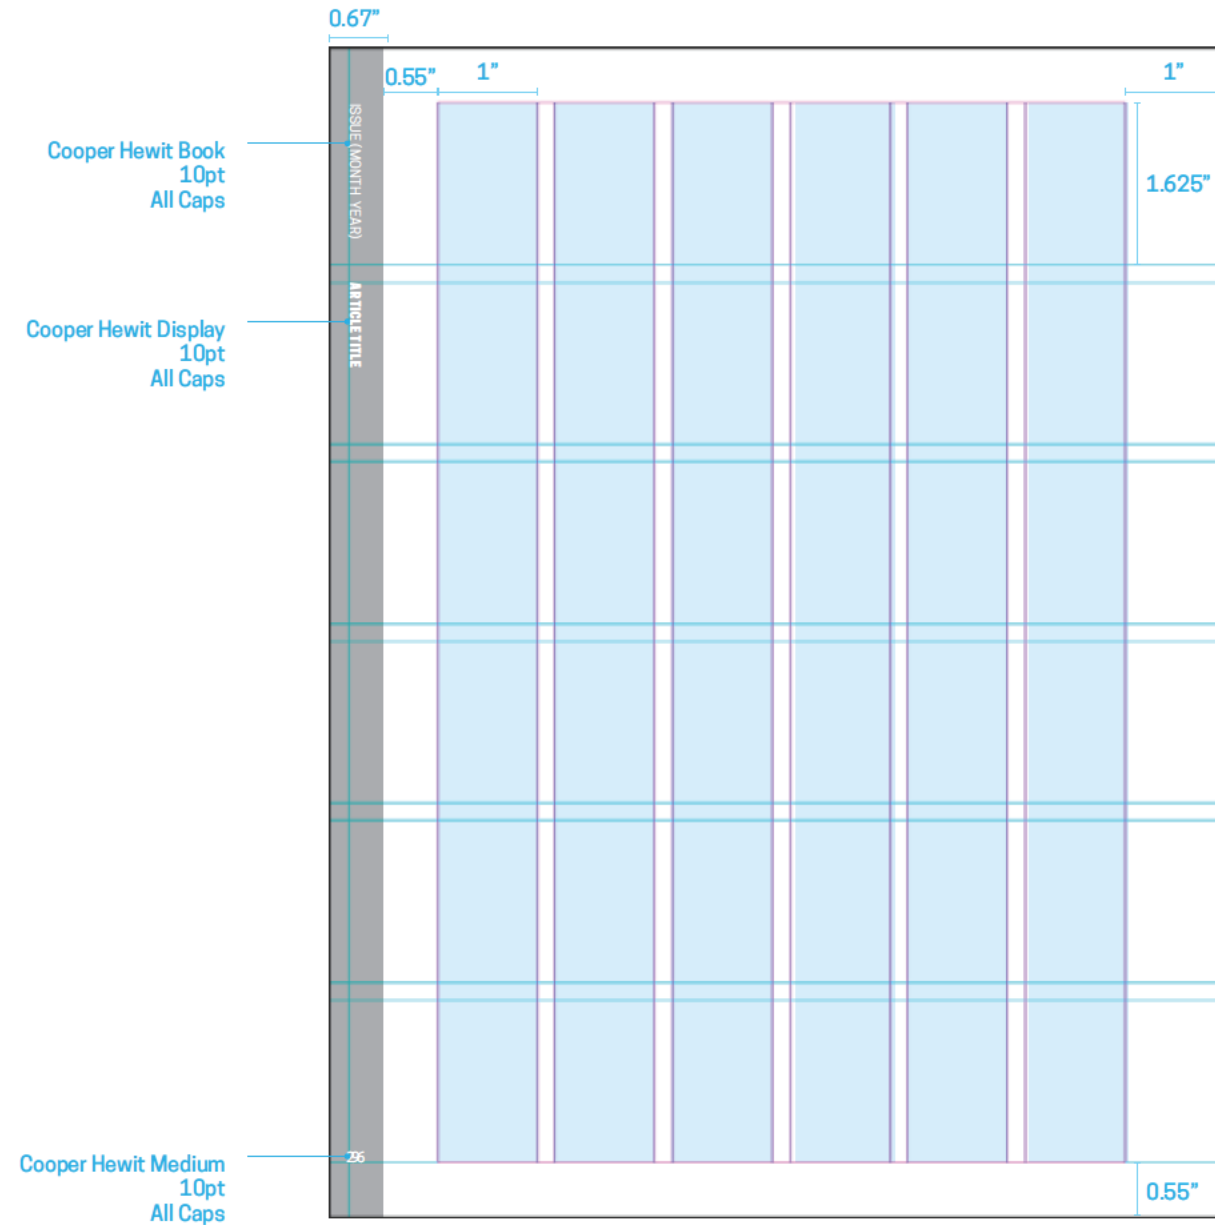 0.67”
0.55”
1”
1”
ISSUE (MONTH YEAR)
Cooper Hewit Book
10pt
All Caps
1.625”
ARTICLE TITLE
Cooper Hewit Display
10pt
All Caps
296
Cooper Hewit Medium
10pt
All Caps
0.55”